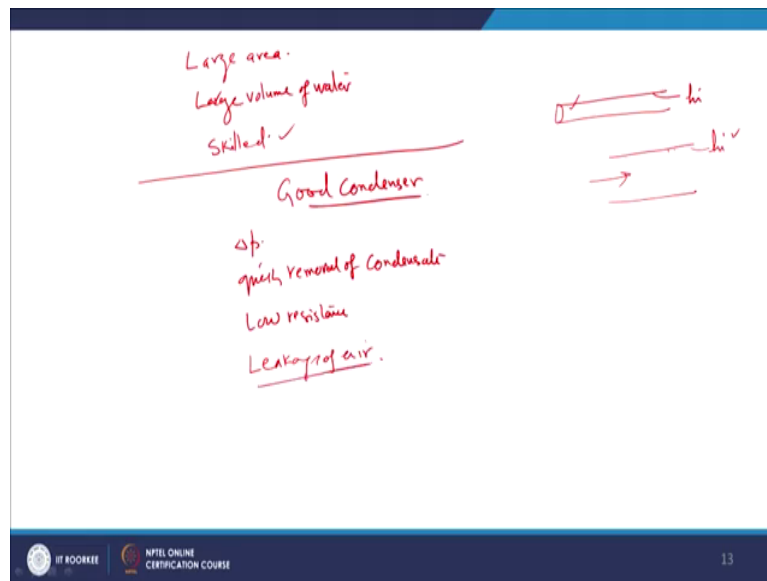 Large area.
Large volume of water
Skilled. ✓
hi
hi ✓
Good Condenser
Δp.
quick removal of Condensate
Low resistance
Leakage of air.
IIT ROORKEE
NPTEL ONLINE
CERTIFICATION COURSE
13